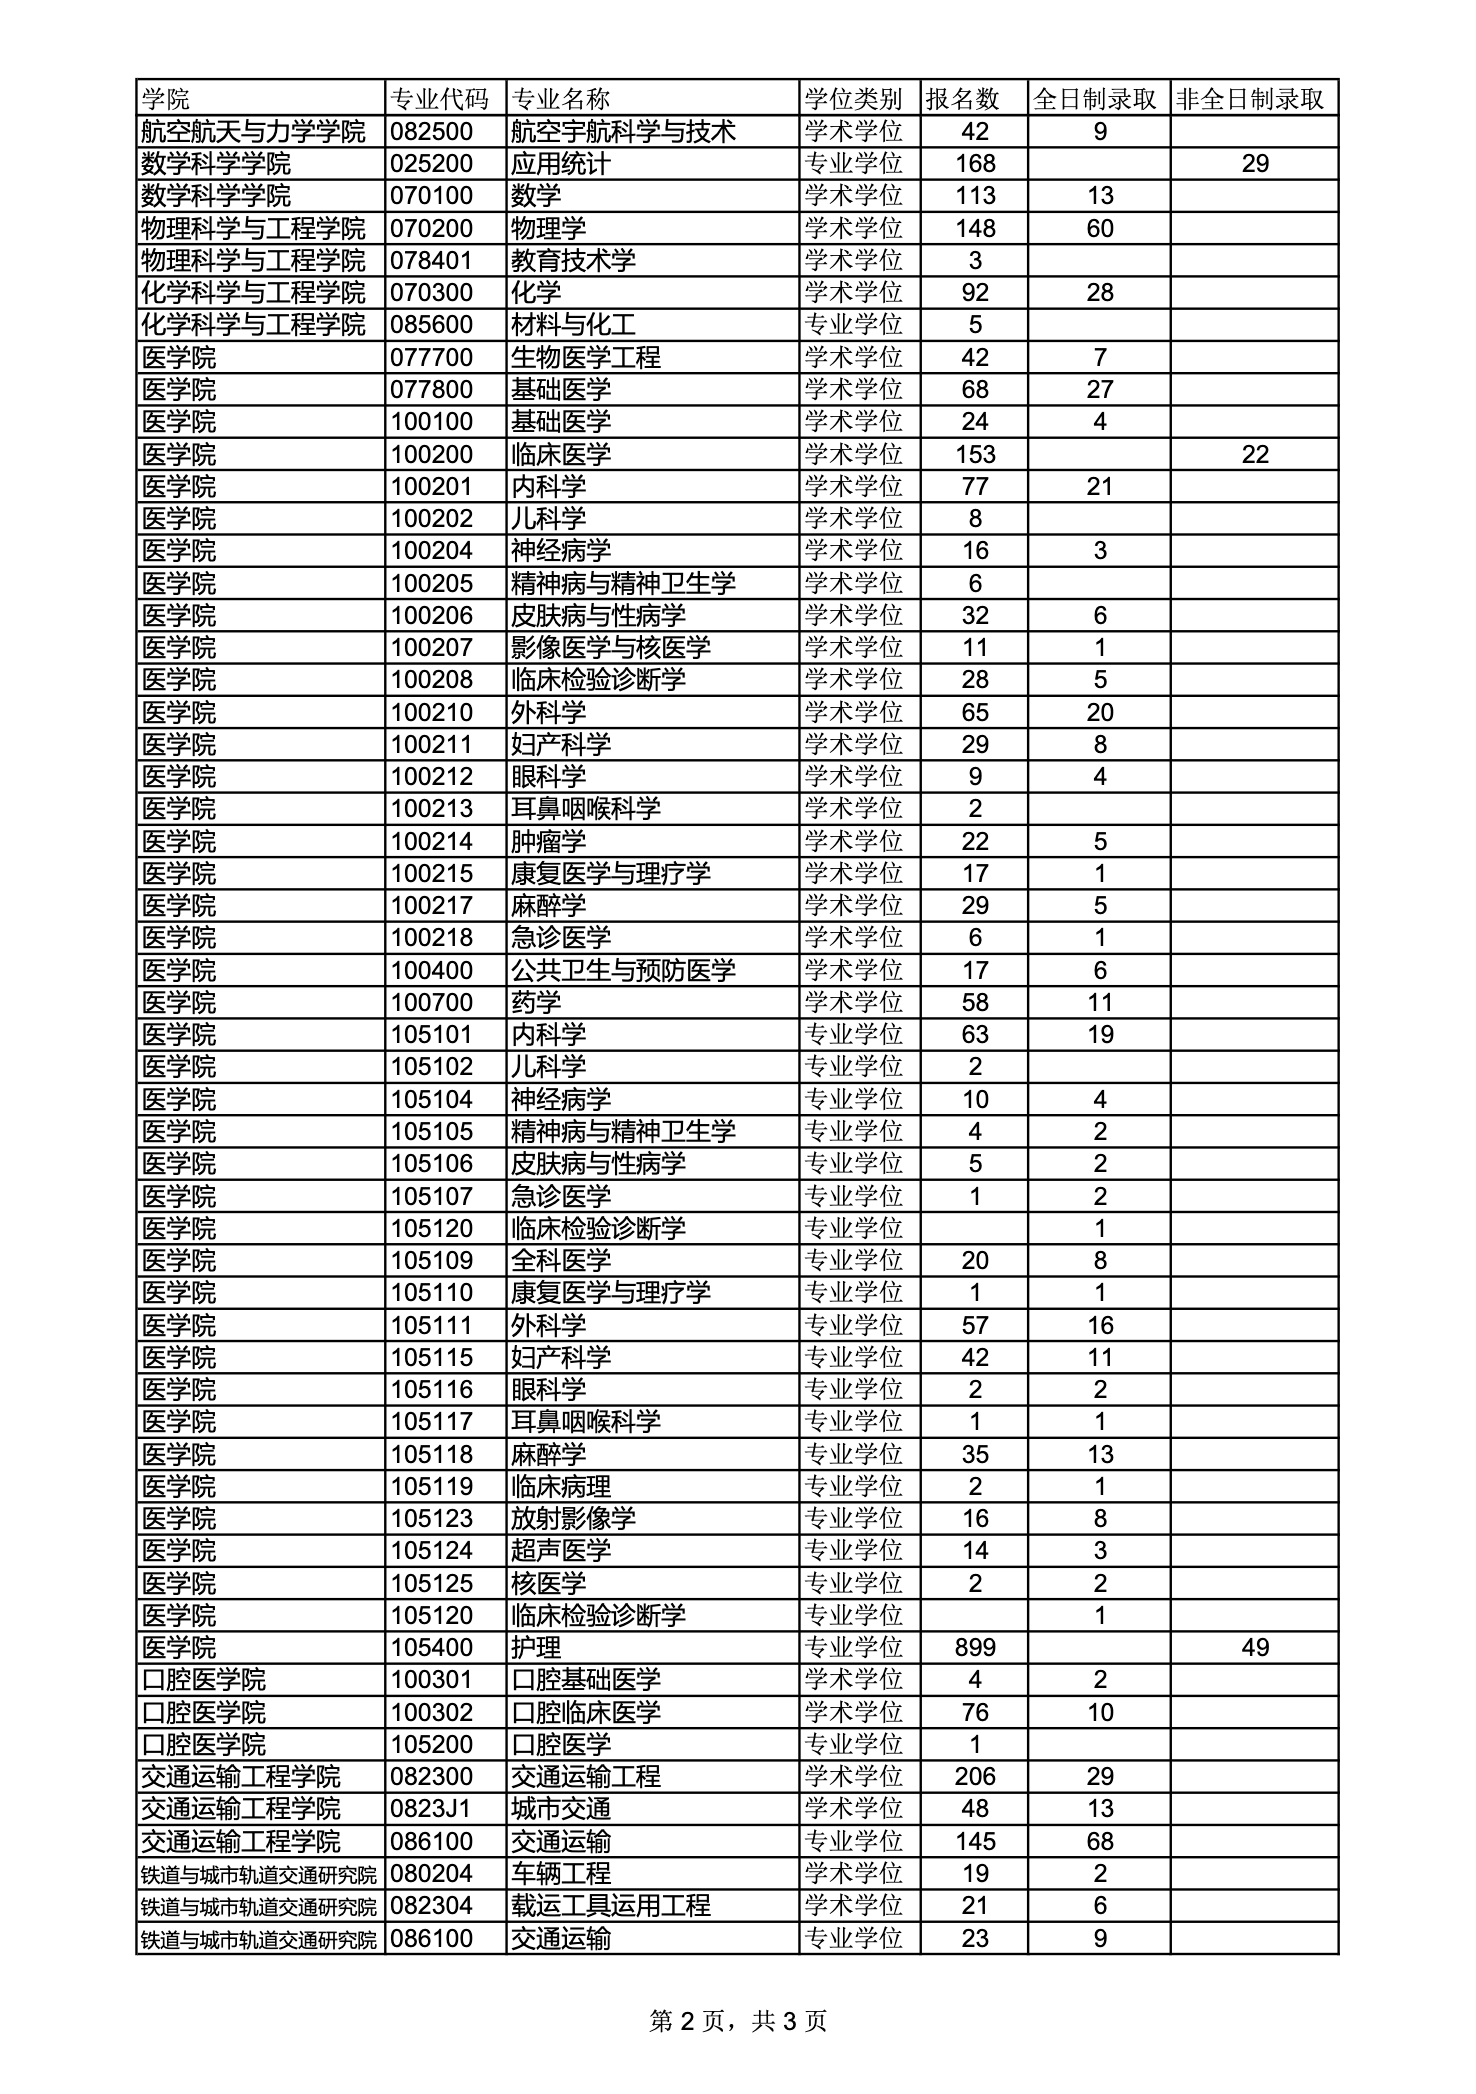 学院 专业代码 专业名称 学位类别 报名数 全日制录取 非全日制录取
航空航天与力学学院 082500 航空宇航科学与技术 学术学位 42 9
数学科学学院 025200 应用统计 专业学位 168 29
数学科学学院 070100 数学 学术学位 113 13
物理科学与工程学院 070200 物理学 学术学位 148 60
物理科学与工程学院 078401 教育技术学 学术学位 3
化学科学与工程学院 070300 化学 学术学位 92 28
化学科学与工程学院 085600 材料与化工 专业学位 5
医学院 077700 生物医学工程 学术学位 42 7
医学院 077800 基础医学 学术学位 68 27
医学院 100100 基础医学 学术学位 24 4
医学院 100200 临床医学 学术学位 153 22
医学院 100201 内科学 学术学位 77 21
医学院 100202 儿科学 学术学位 8
医学院 100204 神经病学 学术学位 16 3
医学院 100205 精神病与精神卫生学 学术学位 6
医学院 100206 皮肤病与性病学 学术学位 32 6
医学院 100207 影像医学与核医学 学术学位 11 1
医学院 100208 临床检验诊断学 学术学位 28 5
医学院 100210 外科学 学术学位 65 20
医学院 100211 妇产科学 学术学位 29 8
医学院 100212 眼科学 学术学位 9 4
医学院 100213 耳鼻咽喉科学 学术学位 2
医学院 100214 肿瘤学 学术学位 22 5
医学院 100215 康复医学与理疗学 学术学位 17 1
医学院 100217 麻醉学 学术学位 29 5
医学院 100218 急诊医学 学术学位 6 1
医学院 100400 公共卫生与预防医学 学术学位 17 6
医学院 100700 药学 学术学位 58 11
医学院 105101 内科学 专业学位 63 19
医学院 105102 儿科学 专业学位 2
医学院 105104 神经病学 专业学位 10 4
医学院 105105 精神病与精神卫生学 专业学位 4 2
医学院 105106 皮肤病与性病学 专业学位 5 2
医学院 105107 急诊医学 专业学位 1 2
医学院 105120 临床检验诊断学 专业学位 1
医学院 105109 全科医学 专业学位 20 8
医学院 105110 康复医学与理疗学 专业学位 1 1
医学院 105111 外科学 专业学位 57 16
医学院 105115 妇产科学 专业学位 42 11
医学院 105116 眼科学 专业学位 2 2
医学院 105117 耳鼻咽喉科学 专业学位 1 1
医学院 105118 麻醉学 专业学位 35 13
医学院 105119 临床病理 专业学位 2 1
医学院 105123 放射影像学 专业学位 16 8
医学院 105124 超声医学 专业学位 14 3
医学院 105125 核医学 专业学位 2 2
医学院 105120 临床检验诊断学 专业学位 1
医学院 105400 护理 专业学位 899 49
口腔医学院 100301 口腔基础医学 学术学位 4 2
口腔医学院 100302 口腔临床医学 学术学位 76 10
口腔医学院 105200 口腔医学 专业学位 1
交通运输工程学院 082300 交通运输工程 学术学位 206 29
交通运输工程学院 0823J1 城市交通 学术学位 48 13
交通运输工程学院 086100 交通运输 专业学位 145 68
铁道与城市轨道交通研究院 080204 车辆工程 学术学位 19 2
铁道与城市轨道交通研究院 082304 载运工具运用工程 学术学位 21 6
铁道与城市轨道交通研究院 086100 交通运输 专业学位 23 9
第 2 页，共 3 页